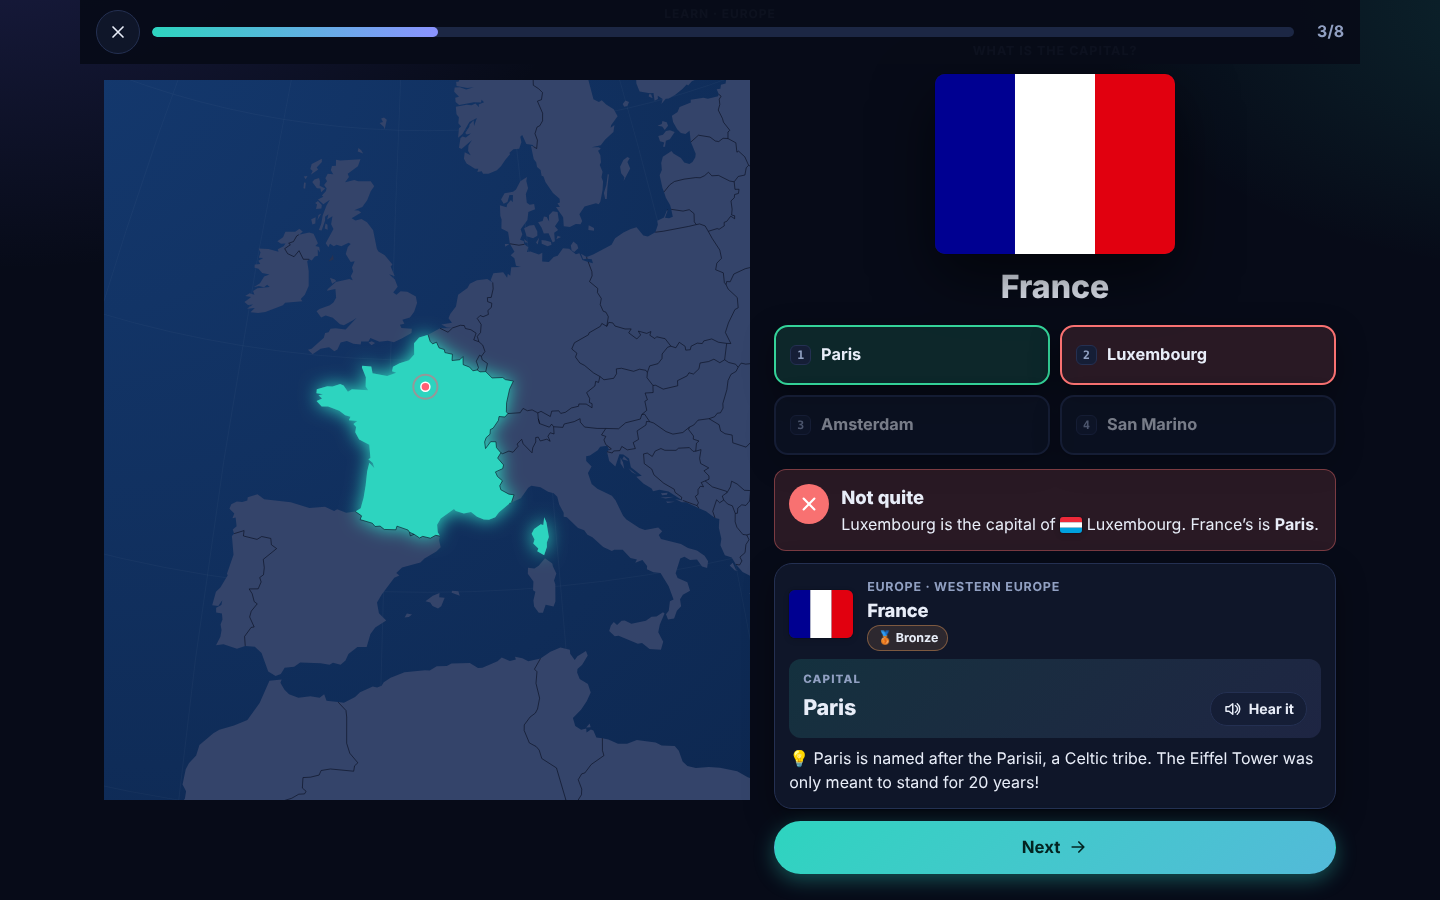 LEARN · EUROPE
3/8
WHAT IS THE CAPITAL?
France
1 Paris
2 Luxembourg
3 Amsterdam
4 San Marino
Not quite
Luxembourg is the capital of Luxembourg. France’s is Paris.
EUROPE · WESTERN EUROPE
France
Bronze
CAPITAL
Paris
Hear it
Paris is named after the Parisii, a Celtic tribe. The Eiffel Tower was
only meant to stand for 20 years!
Next →